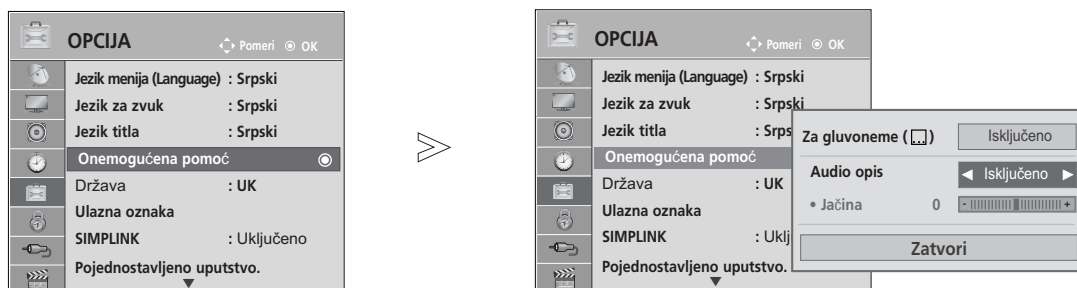 OPCIJA
Pomeri OK
Jezik menija (Language) : Srpski
Jezik za zvuk : Srpski
Jezik titla : Srpski
Onemogućena pomoć
Država : UK
Ulazna oznaka
SIMPLINK : Uključeno
Pojednostavljeno uputstvo.
OPCIJA
Pomeri OK
Jezik menija (Language) : Srpski
Jezik za zvuk : Srpski
Jezik titla : Srps
Onemogućena pomoć
Država : UK
Ulazna oznaka
SIMPLINK : Uklj
Pojednostavljeno uputstvo.
Za gluvoneme ( ) Isključeno
Audio opis ◀ Isključeno ▶
• Jačina 0 - +
Zatvori